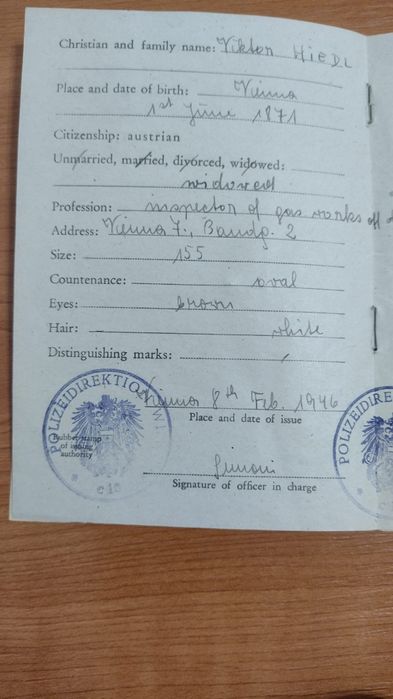 Christian and family name: Viktor HIEDL
Place and date of birth: Vienna
1st June 1871
Citizenship: austrian
Unmarried, married, divorced, widowed:
widowed
Profession: inspector of gas works off
Address: Vienna 7., Bandg. 2
Size: 155
Countenance: oval
Eyes: brown
Hair: white
Distinguishing marks:
Vienna 8th Feb. 1946
Place and date of issue
POLIZEIDIREKTION WI
Rubber stamp
of issuing
authority
Signature of officer in charge
POLIZEIDIRE